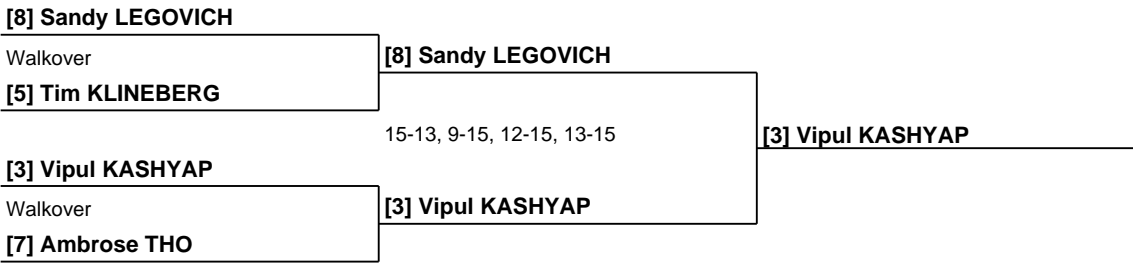 [8] Sandy LEGOVICH
Walkover
[8] Sandy LEGOVICH
[5] Tim KLINEBERG
15-13, 9-15, 12-15, 13-15
[3] Vipul KASHYAP
[3] Vipul KASHYAP
Walkover
[3] Vipul KASHYAP
[7] Ambrose THO